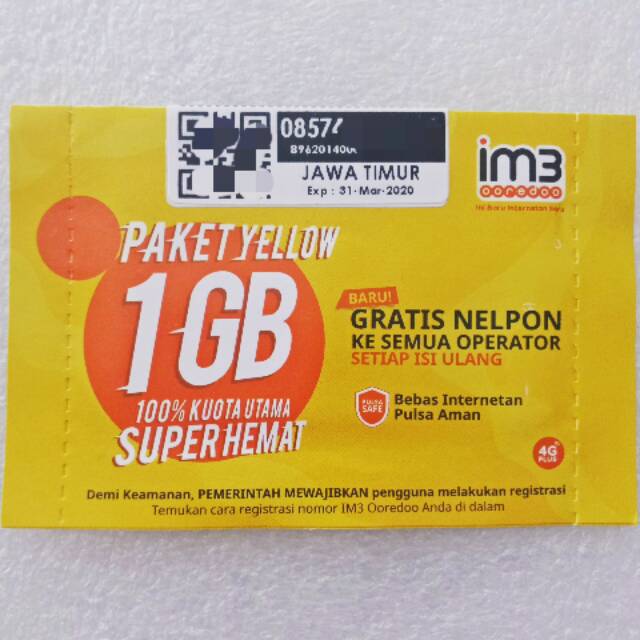 0857
89620140
JAWA TIMUR
Exp : 31-Mar-2020
im3
ooredoo
PAKET YELLOW
1GB
100% KUOTA UTAMA
SUPER HEMAT
BARU!
GRATIS NELPON
KE SEMUA OPERATOR
SETIAP ISI ULANG
PULSA
SAFE
Bebas Internetan
Pulsa Aman
4G
PLUS
Demi Keamanan, PEMERINTAH MEWAJIBKAN pengguna melakukan registrasi
Temukan cara registrasi nomor IM3 Ooredoo Anda di dalam